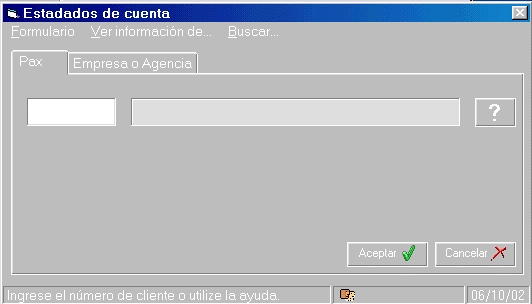 Estadados de cuenta
Formulario Ver información de... Buscar...
Pax Empresa o Agencia
?
Aceptar Cancelar
Ingrese el número de cliente o utilize la ayuda. 06/10/02